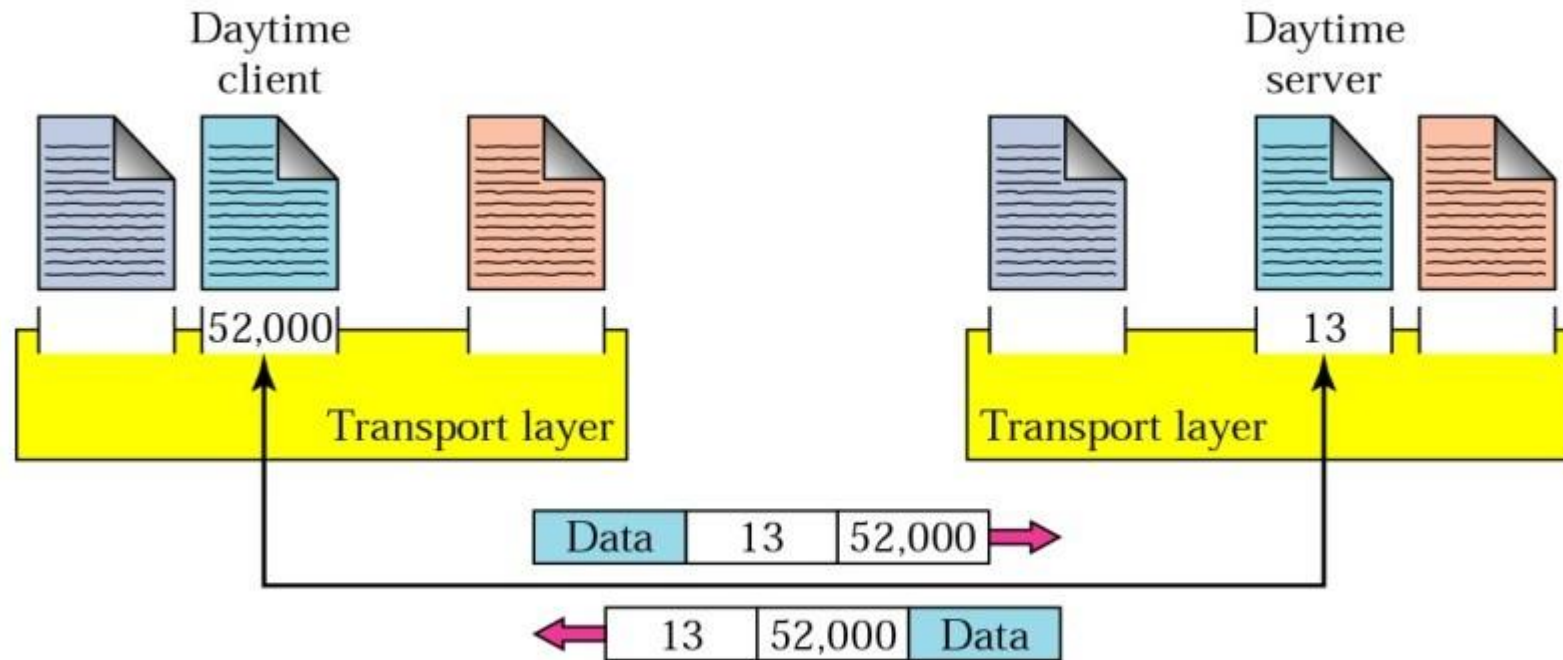 Daytime
client
Daytime
server
52,000
13
Transport layer
Transport layer
Data 13 52,000
13 52,000 Data